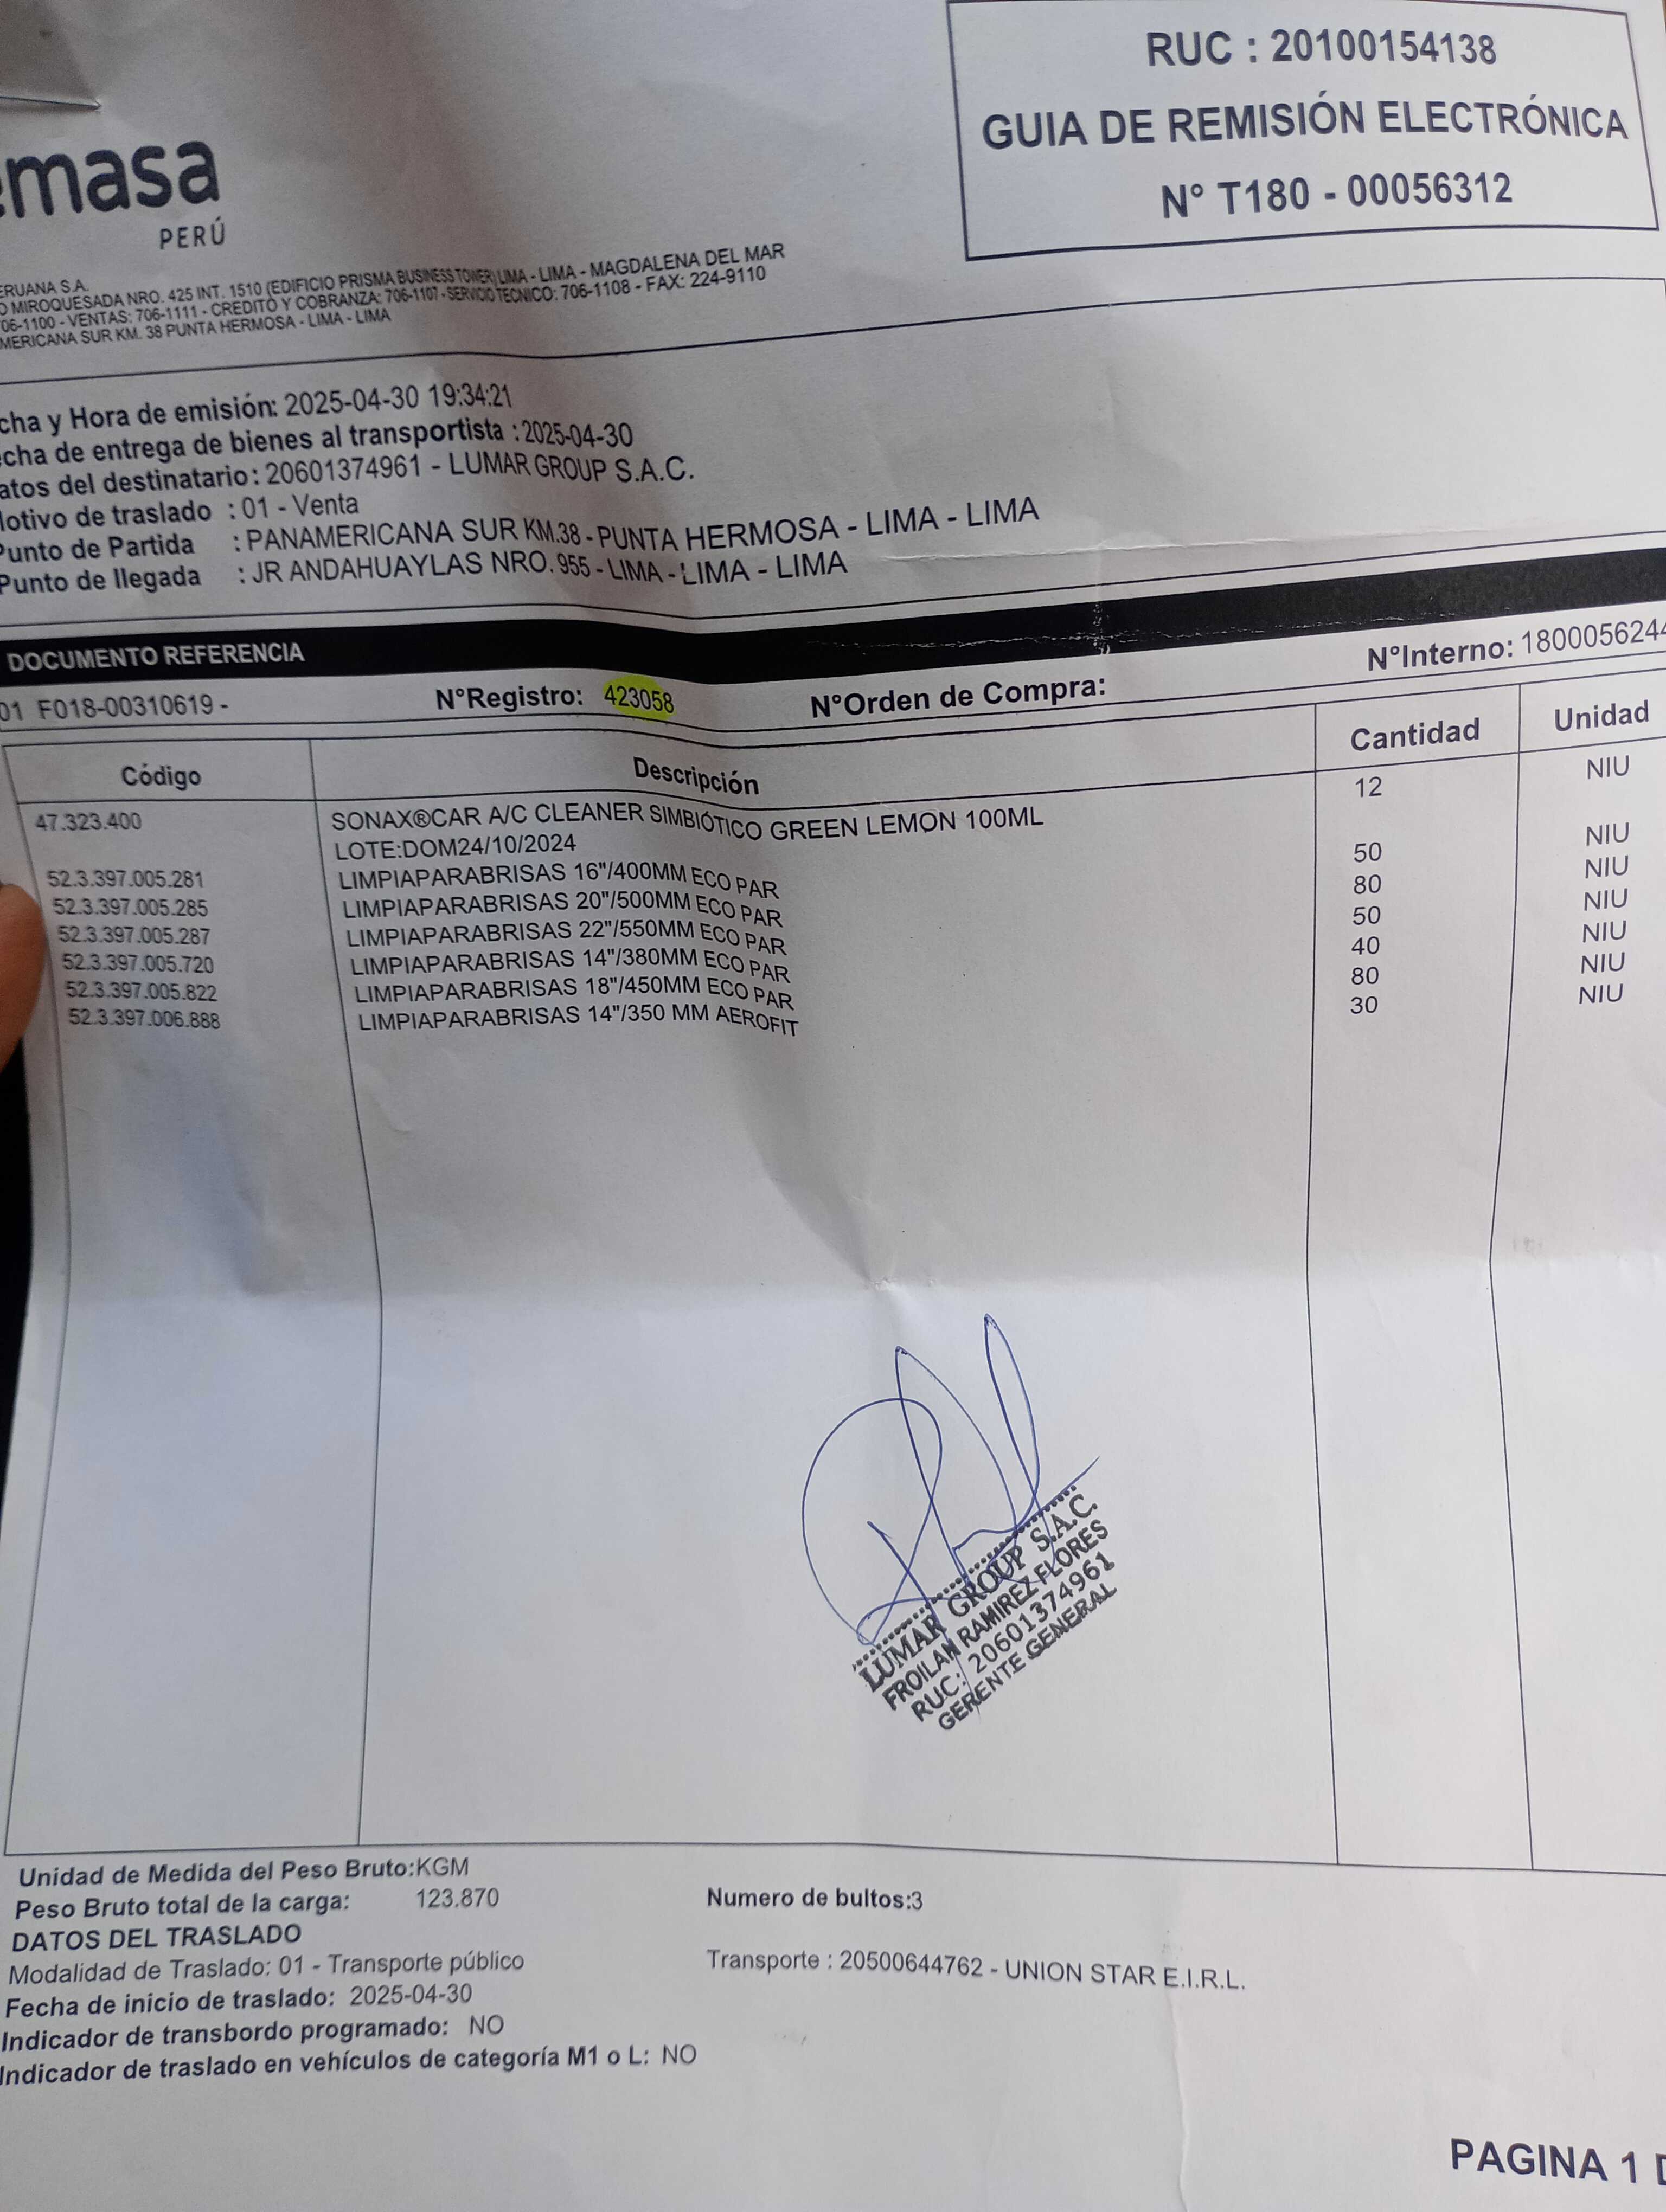 RUC : 20100154138
GUIA DE REMISIÓN ELECTRÓNICA
N° T180 - 00056312
emasa
PERÚ
ERUANA S.A.
O MIROQUESADA NRO. 425 INT. 1510 (EDIFICIO PRISMA BUSINESS TOWER) LIMA - LIMA - MAGDALENA DEL MAR
06-1100 - VENTAS: 706-1111 - CREDITO Y COBRANZA: 706-1107 - SERVICIO TECNICO: 706-1108 - FAX: 224-9110
MERICANA SUR KM. 38 PUNTA HERMOSA - LIMA - LIMA
cha y Hora de emisión: 2025-04-30 19:34:21
cha de entrega de bienes al transportista : 2025-04-30
atos del destinatario: 20601374961 - LUMAR GROUP S.A.C.
otivo de traslado : 01 - Venta
Punto de Partida : PANAMERICANA SUR KM.38 - PUNTA HERMOSA - LIMA - LIMA
Punto de llegada : JR ANDAHUAYLAS NRO. 955 - LIMA - LIMA - LIMA
DOCUMENTO REFERENCIA
01 F018-00310619 - N°Registro: 423058 N°Orden de Compra: N°Interno: 1800056244
Código Descripción Cantidad Unidad
47.323.400 SONAX®CAR A/C CLEANER SIMBIÓTICO GREEN LEMON 100ML 12 NIU
LOTE:DOM24/10/2024
52.3.397.005.281 LIMPIAPARABRISAS 16"/400MM ECO PAR 50 NIU
52.3.397.005.285 LIMPIAPARABRISAS 20"/500MM ECO PAR 80 NIU
52.3.397.005.287 LIMPIAPARABRISAS 22"/550MM ECO PAR 50 NIU
52.3.397.005.720 LIMPIAPARABRISAS 14"/380MM ECO PAR 40 NIU
52.3.397.005.822 LIMPIAPARABRISAS 18"/450MM ECO PAR 80 NIU
52.3.397.006.888 LIMPIAPARABRISAS 14"/350 MM AEROFIT 30 NIU
LUMAR GROUP S.A.C.
FROILAN RAMIREZ FLORES
RUC: 20601374961
GERENTE GENERAL
Unidad de Medida del Peso Bruto:KGM
Peso Bruto total de la carga: 123.870 Numero de bultos:3
DATOS DEL TRASLADO
Modalidad de Traslado: 01 - Transporte público Transporte : 20500644762 - UNION STAR E.I.R.L.
Fecha de inicio de traslado: 2025-04-30
Indicador de transbordo programado: NO
Indicador de traslado en vehículos de categoría M1 o L: NO
PAGINA 1 D